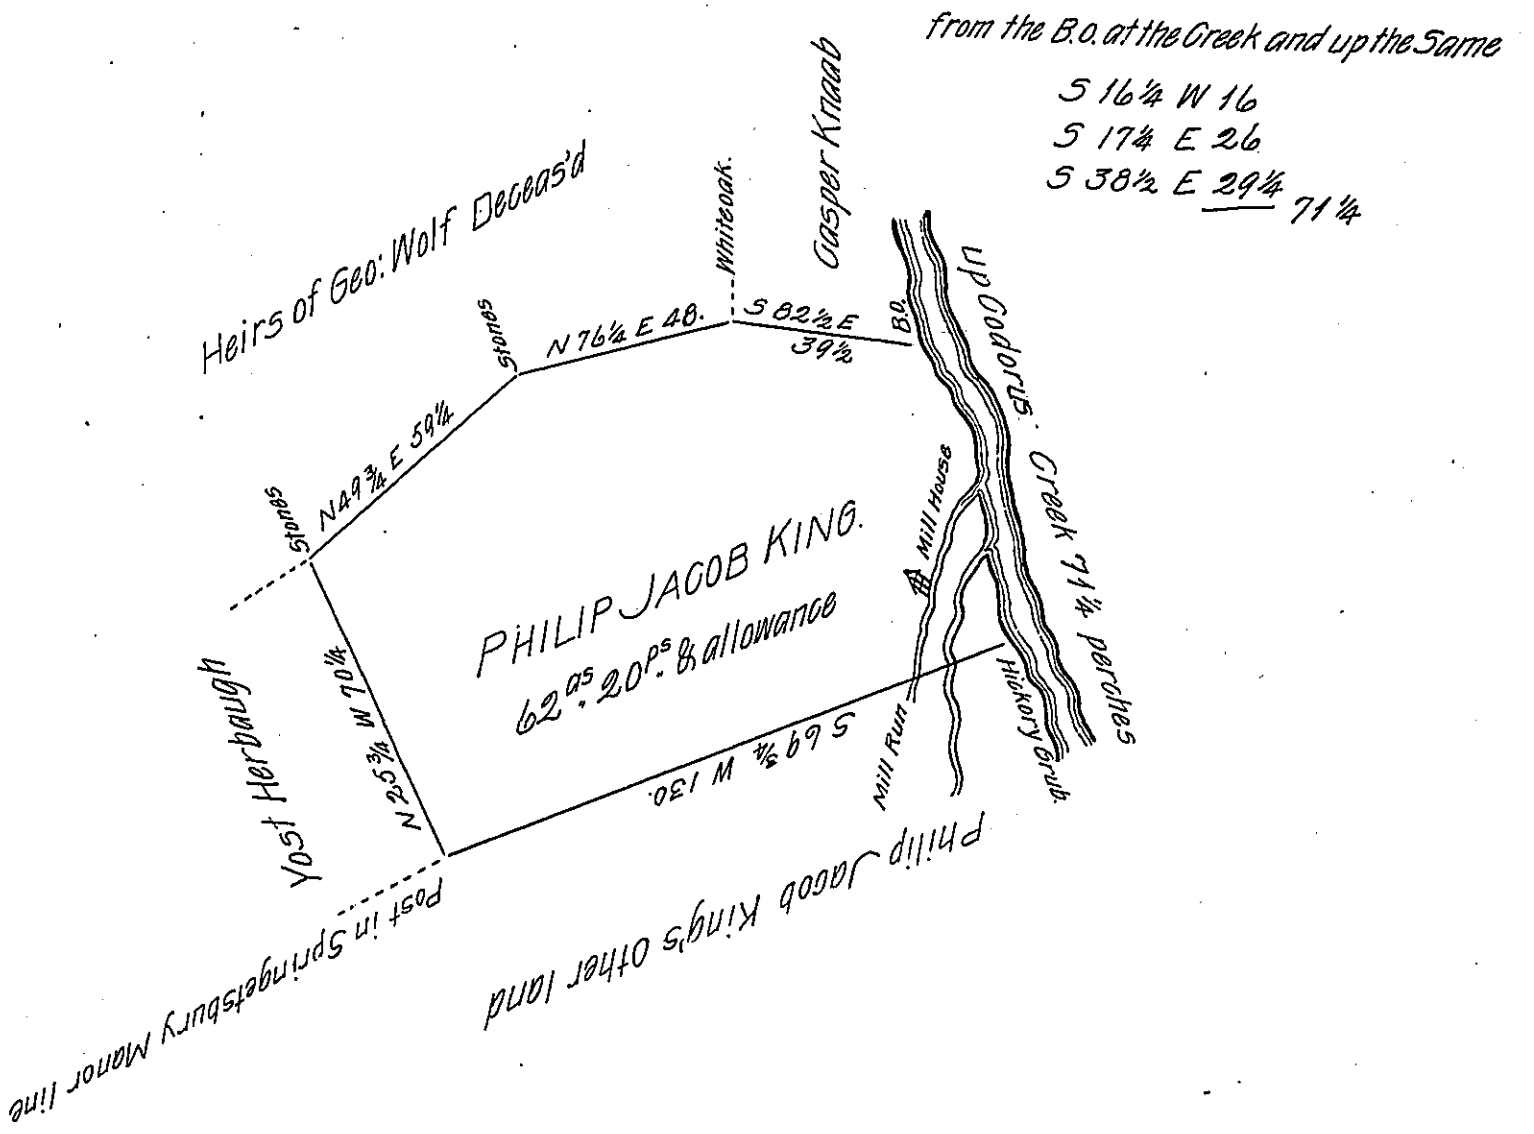 from the B.O. at the Creek and up the Same
S 16¼ W 16
S 17¼ E 26
S 38½ E 29¼
71¼
Heirs of Geo: Wolf Deceas'd
Casper Knaab
Whiteoak.
Stones
N 76¼ E 48.
S 82½ E
39½
B.O.
up Codorus Creek 71¼ perches
N 49¾ E 59¼
Stones
Mill House
PHILIP JACOB KING.
62as. 20ps. & allowance
Yost Herbaugh
N 25¾ W 70¼
S 69¾ W 130.
Mill Run
Hickory Grub.
Post in Springetsbury Manor line
Philip Jacob King's Other land